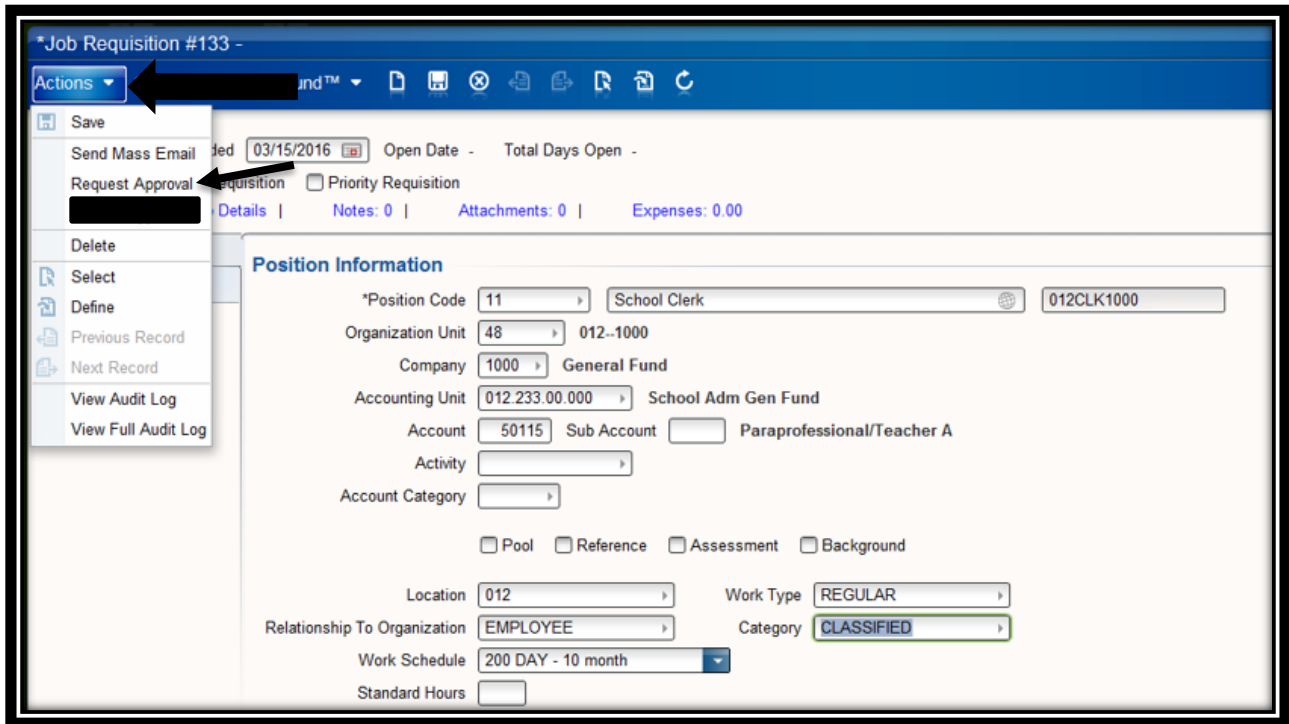 *Job Requisition #133 -
Actions und™
Save
Send Mass Email ded 03/15/2016 Open Date - Total Days Open -
Request Approval equisition Priority Requisition
Details | Notes: 0 | Attachments: 0 | Expenses: 0.00
Delete
Select
Define
Previous Record
Next Record
View Audit Log
View Full Audit Log
Position Information
*Position Code 11 School Clerk 012CLK1000
Organization Unit 48 012--1000
Company 1000 General Fund
Accounting Unit 012.233.00.000 School Adm Gen Fund
Account 50115 Sub Account Paraprofessional/Teacher A
Activity
Account Category
Pool Reference Assessment Background
Location 012 Work Type REGULAR
Relationship To Organization EMPLOYEE Category CLASSIFIED
Work Schedule 200 DAY - 10 month
Standard Hours